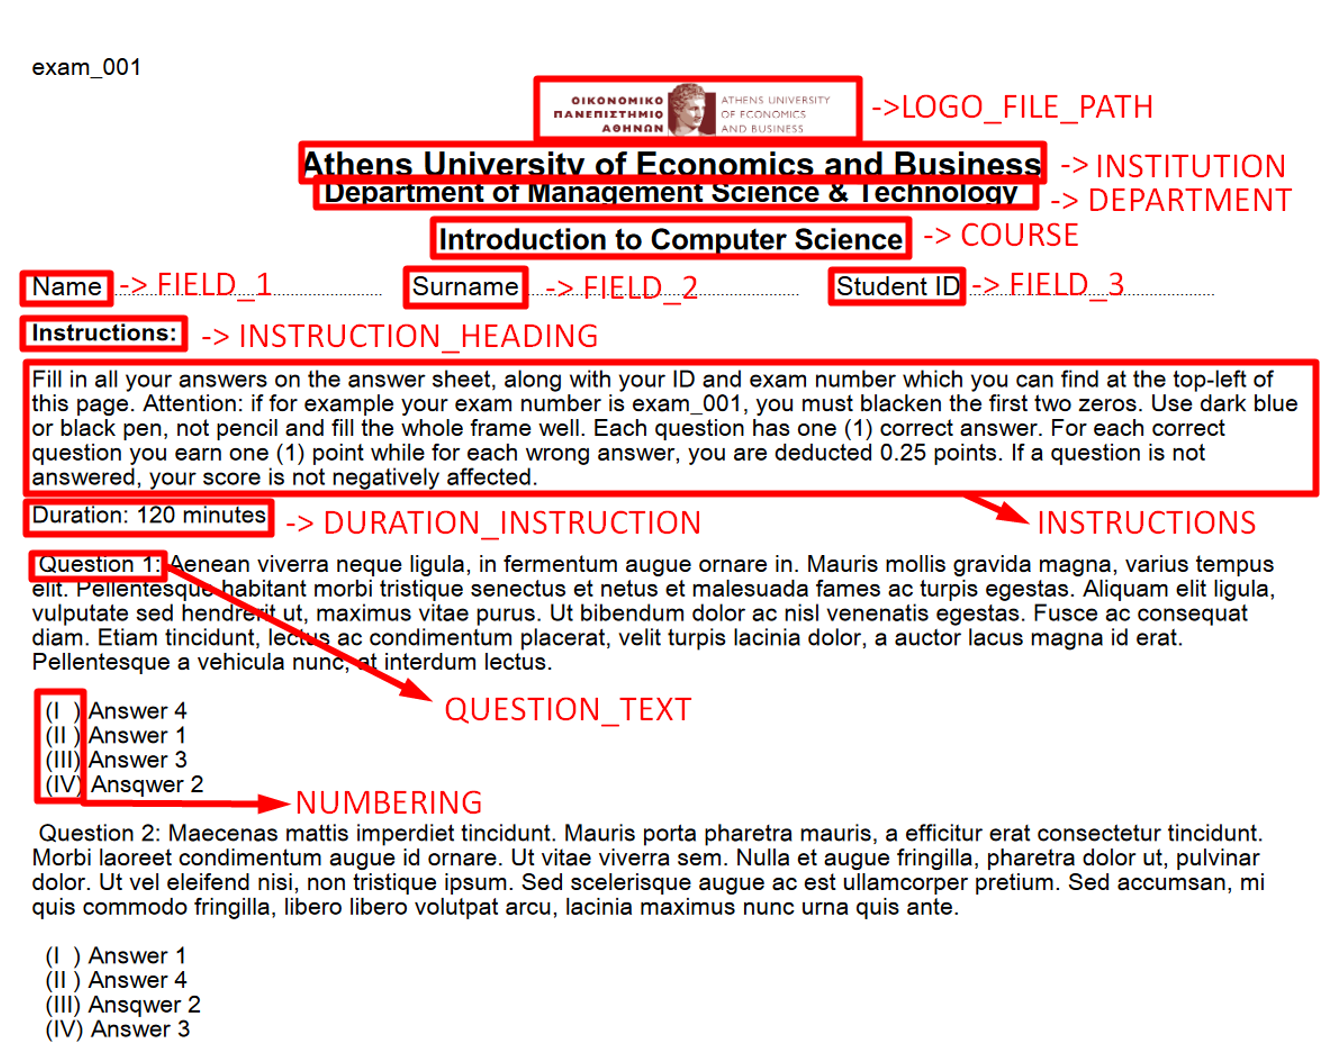 exam_001
ΟΙΚΟΝΟΜΙΚΟ
ΠΑΝΕΠΙΣΤΗΜΙΟ
ΑΘΗΝΩΝ
ATHENS UNIVERSITY
OF ECONOMICS
AND BUSINESS
->LOGO_FILE_PATH
Athens University of Economics and Business -> INSTITUTION
Department of Management Science & Technology -> DEPARTMENT
Introduction to Computer Science -> COURSE
Name -> FIELD_1 Surname -> FIELD_2 Student ID -> FIELD_3
Instructions: -> INSTRUCTION_HEADING
Fill in all your answers on the answer sheet, along with your ID and exam number which you can find at the top-left of
this page. Attention: if for example your exam number is exam_001, you must blacken the first two zeros. Use dark blue
or black pen, not pencil and fill the whole frame well. Each question has one (1) correct answer. For each correct
question you earn one (1) point while for each wrong answer, you are deducted 0.25 points. If a question is not
answered, your score is not negatively affected.
Duration: 120 minutes -> DURATION_INSTRUCTION INSTRUCTIONS
Question 1: Aenean viverra neque ligula, in fermentum augue ornare in. Mauris mollis gravida magna, varius tempus
elit. Pellentesque habitant morbi tristique senectus et netus et malesuada fames ac turpis egestas. Aliquam elit ligula,
vulputate sed hendrerit ut, maximus vitae purus. Ut bibendum dolor ac nisl venenatis egestas. Fusce ac consequat
diam. Etiam tincidunt, lectus ac condimentum placerat, velit turpis lacinia dolor, a auctor lacus magna id erat.
Pellentesque a vehicula nunc, at interdum lectus.
QUESTION_TEXT
(I ) Answer 4
(II ) Answer 1
(III) Answer 3
(IV) Ansqwer 2
NUMBERING
Question 2: Maecenas mattis imperdiet tincidunt. Mauris porta pharetra mauris, a efficitur erat consectetur tincidunt.
Morbi laoreet condimentum augue id ornare. Ut vitae viverra sem. Nulla et augue fringilla, pharetra dolor ut, pulvinar
dolor. Ut vel eleifend nisi, non tristique ipsum. Sed scelerisque augue ac est ullamcorper pretium. Sed accumsan, mi
quis commodo fringilla, libero libero volutpat arcu, lacinia maximus nunc urna quis ante.
(I ) Answer 1
(II ) Answer 4
(III) Ansqwer 2
(IV) Answer 3